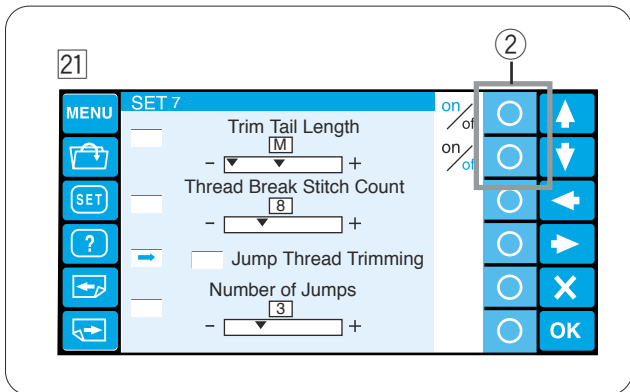 21
2
MENU
SET 7
on
of
Trim Tail Length
M
- +
on
of
Thread Break Stitch Count
SET
8
- +
?
Jump Thread Trimming
Number of Jumps
3
- +
OK